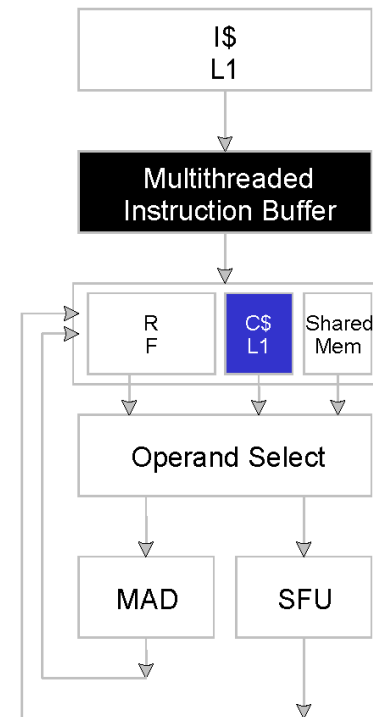 I$
L1
Multithreaded
Instruction Buffer
R
F
C$
L1
Shared
Mem
Operand Select
MAD
SFU